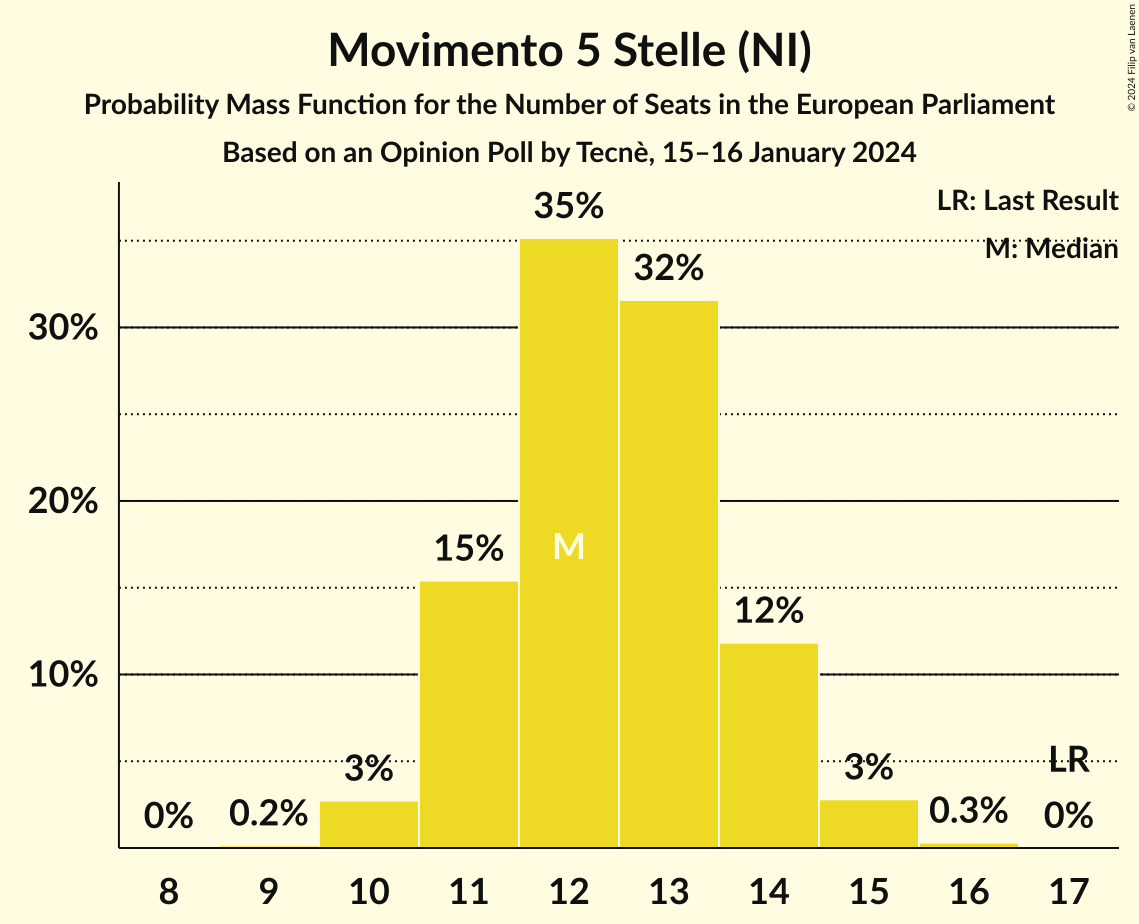 Movimento 5 Stelle (NI)
Probability Mass Function for the Number of Seats in the European Parliament
Based on an Opinion Poll by Tecnè, 15–16 January 2024
© 2024 Filip van Laenen
LR: Last Result
M: Median
30%
20%
10%
0%
0.2%
3%
15%
35%
M
32%
12%
3%
0.3%
LR
0%
8 9 10 11 12 13 14 15 16 17